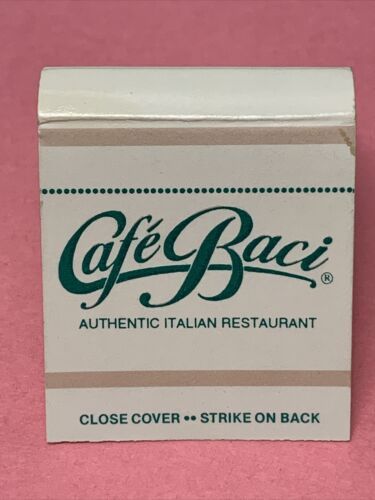 Café Baci®
AUTHENTIC ITALIAN RESTAURANT
CLOSE COVER •• STRIKE ON BACK